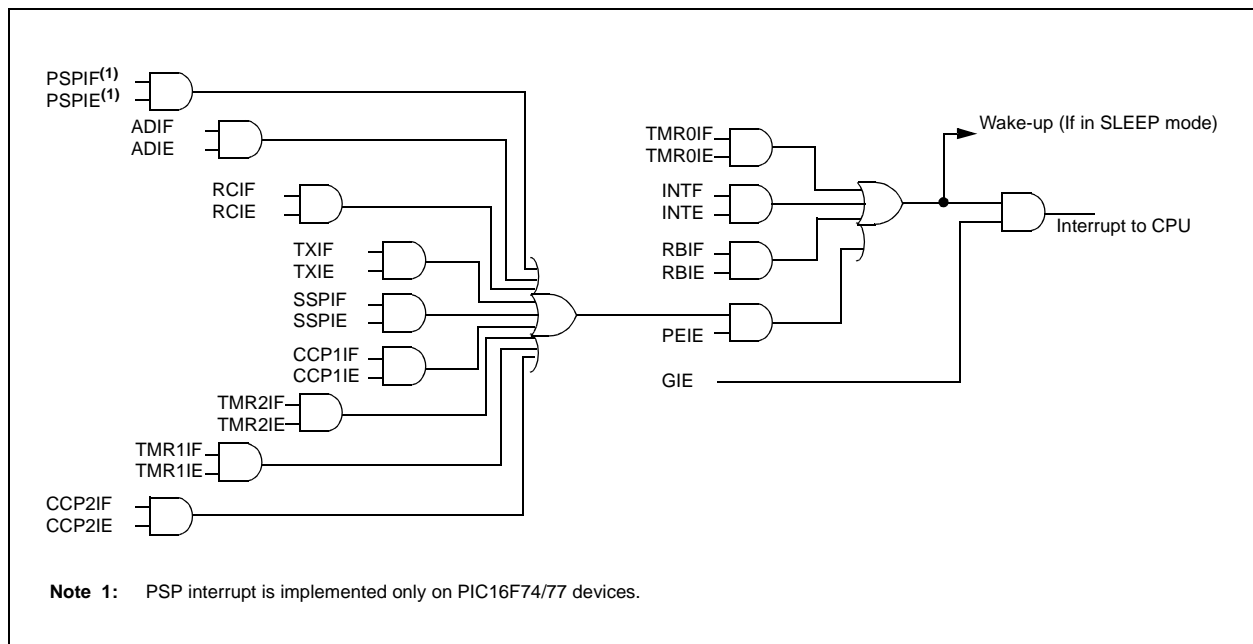 PSPIF(1)
PSPIE(1)
ADIF
ADIE
RCIF
RCIE
TXIF
TXIE
SSPIF
SSPIE
CCP1IF
CCP1IE
TMR2IF
TMR2IE
TMR1IF
TMR1IE
CCP2IF
CCP2IE
TMR0IF
TMR0IE
INTF
INTE
RBIF
RBIE
PEIE
GIE
Wake-up (If in SLEEP mode)
Interrupt to CPU
Note 1: PSP interrupt is implemented only on PIC16F74/77 devices.